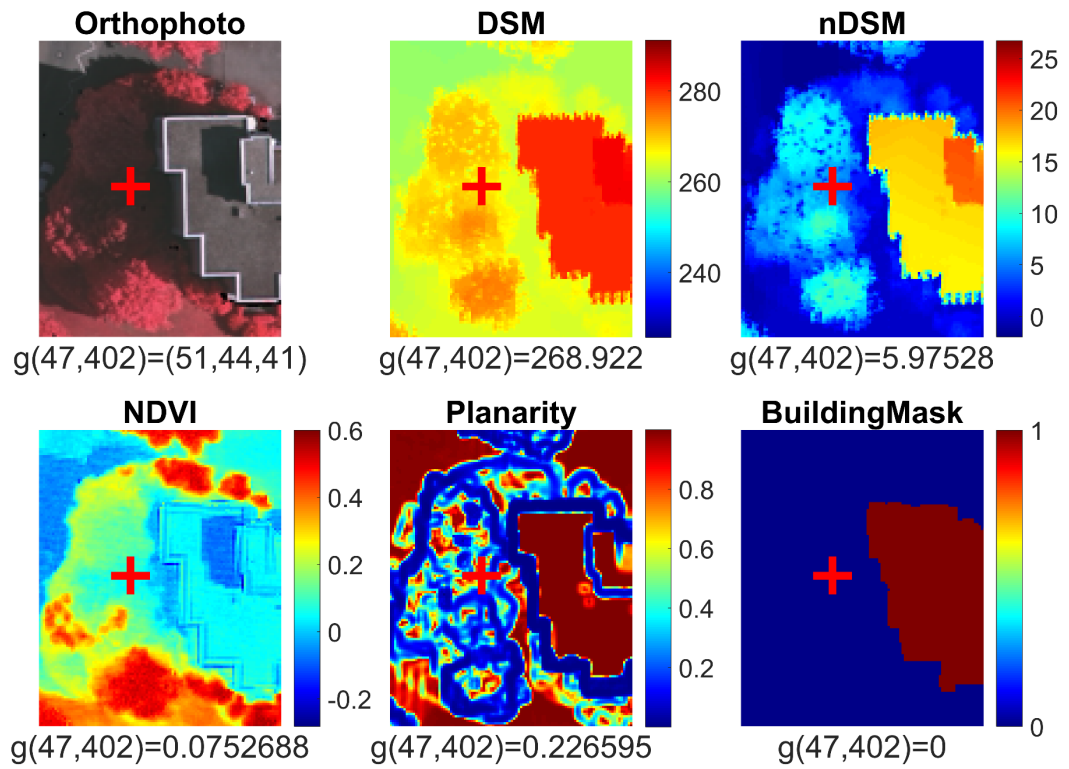 Orthophoto
DSM
nDSM
280
260
240
25
20
15
10
5
0
g(47,402)=(51,44,41)
g(47,402)=268.922
g(47,402)=5.97528
NDVI
Planarity
BuildingMask
0.6
0.4
0.2
0
-0.2
0.8
0.6
0.4
0.2
1
0
g(47,402)=0.0752688
g(47,402)=0.226595
g(47,402)=0